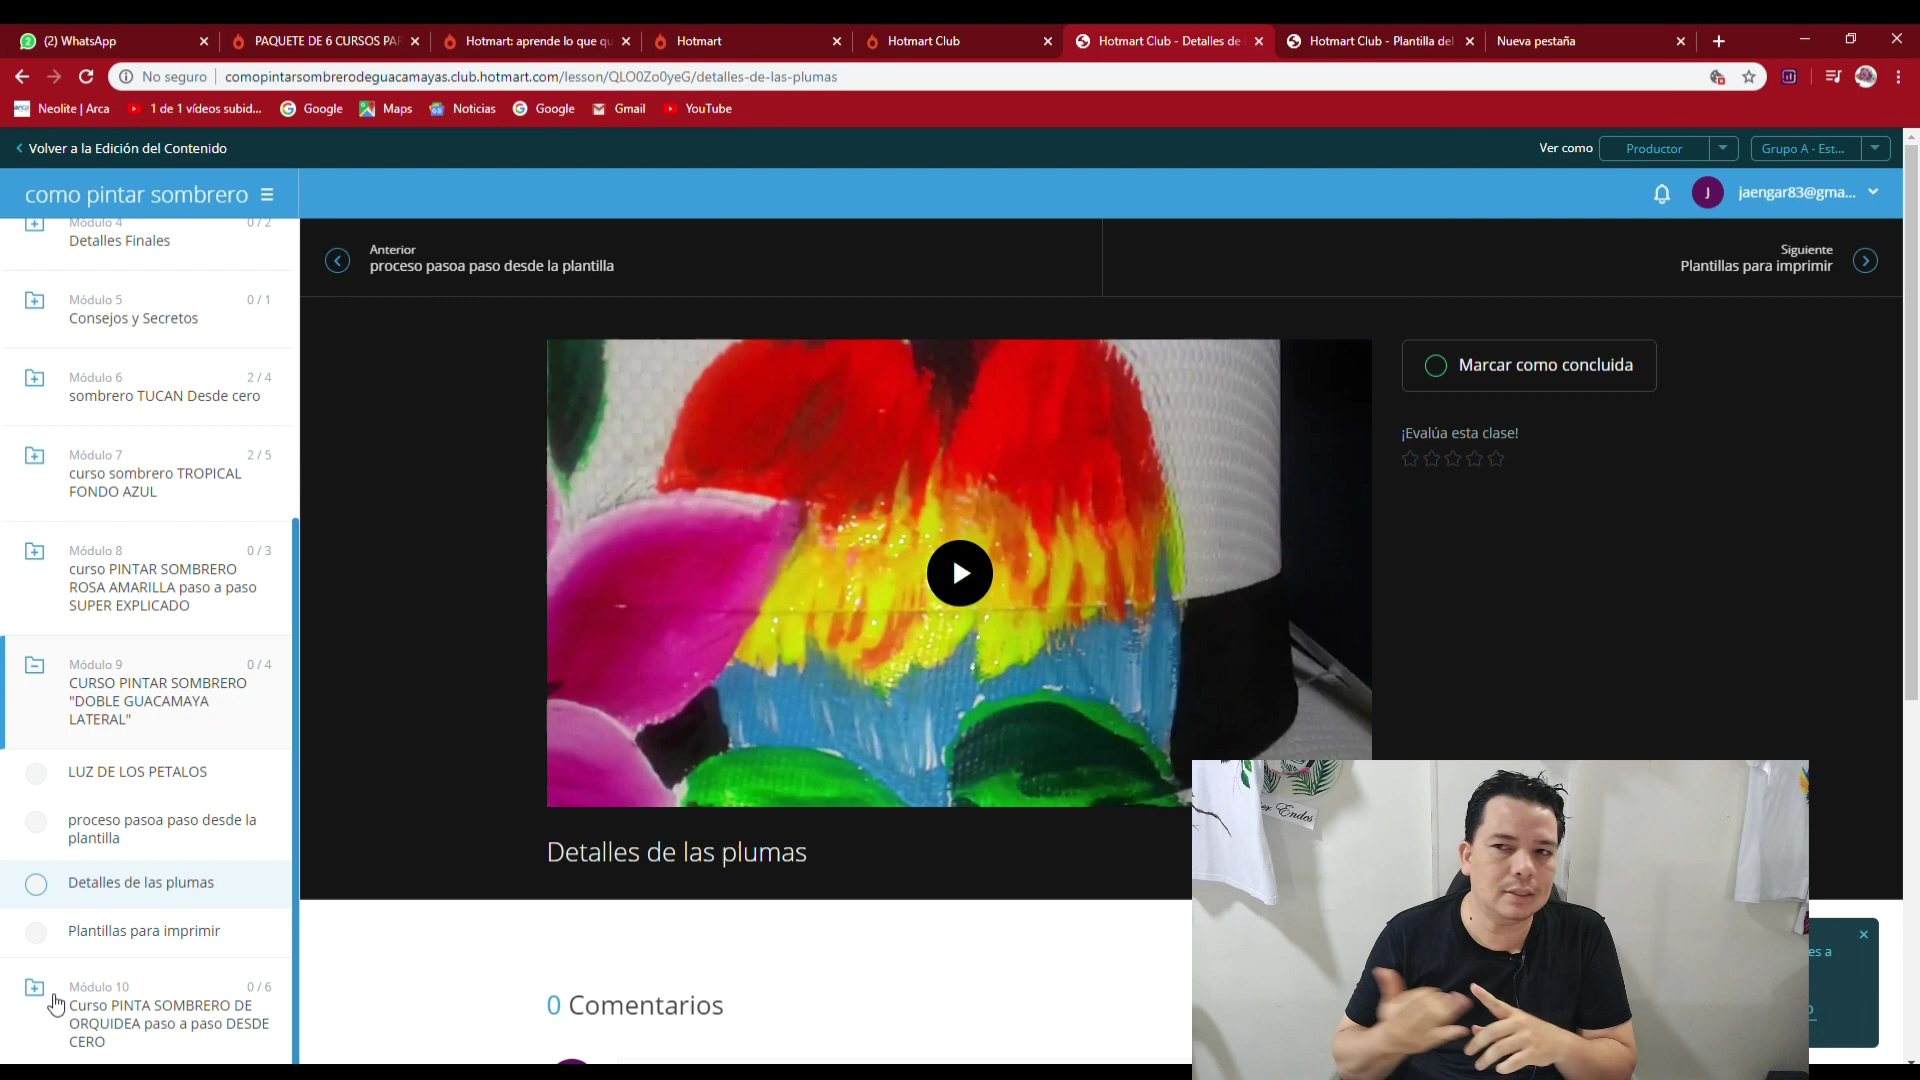 (2) WhatsApp
PAQUETE DE 6 CURSOS PAR
Hotmart: aprende lo que qu
Hotmart
Hotmart Club
Hotmart Club - Detalles de
Hotmart Club - Plantilla del
Nueva pestaña
No seguro
comopintarsombrerodeguacamayas.club.hotmart.com/lesson/QLO0Zo0yeG/detalles-de-las-plumas
Neolite | Arca
1 de 1 vídeos subid...
Google
Maps
Noticias
Google
Gmail
YouTube
Volver a la Edición del Contenido
Ver como
Productor
Grupo A - Est...
como pintar sombrero
J
jaengar83@gma...
Módulo 4
0 / 2
Detalles Finales
Módulo 5
0 / 1
Consejos y Secretos
Módulo 6
2 / 4
sombrero TUCAN Desde cero
Módulo 7
2 / 5
curso sombrero TROPICAL
FONDO AZUL
Módulo 8
0 / 3
curso PINTAR SOMBRERO
ROSA AMARILLA paso a paso
SUPER EXPLICADO
Módulo 9
0 / 4
CURSO PINTAR SOMBRERO
"DOBLE GUACAMAYA
LATERAL"
LUZ DE LOS PETALOS
proceso pasoa paso desde la
plantilla
Detalles de las plumas
Plantillas para imprimir
Módulo 10
0 / 6
Curso PINTA SOMBRERO DE
ORQUIDEA paso a paso DESDE
CERO
Anterior
proceso pasoa paso desde la plantilla
Siguiente
Plantillas para imprimir
Marcar como concluida
¡Evalúa esta clase!
Detalles de las plumas
0 Comentarios
es a